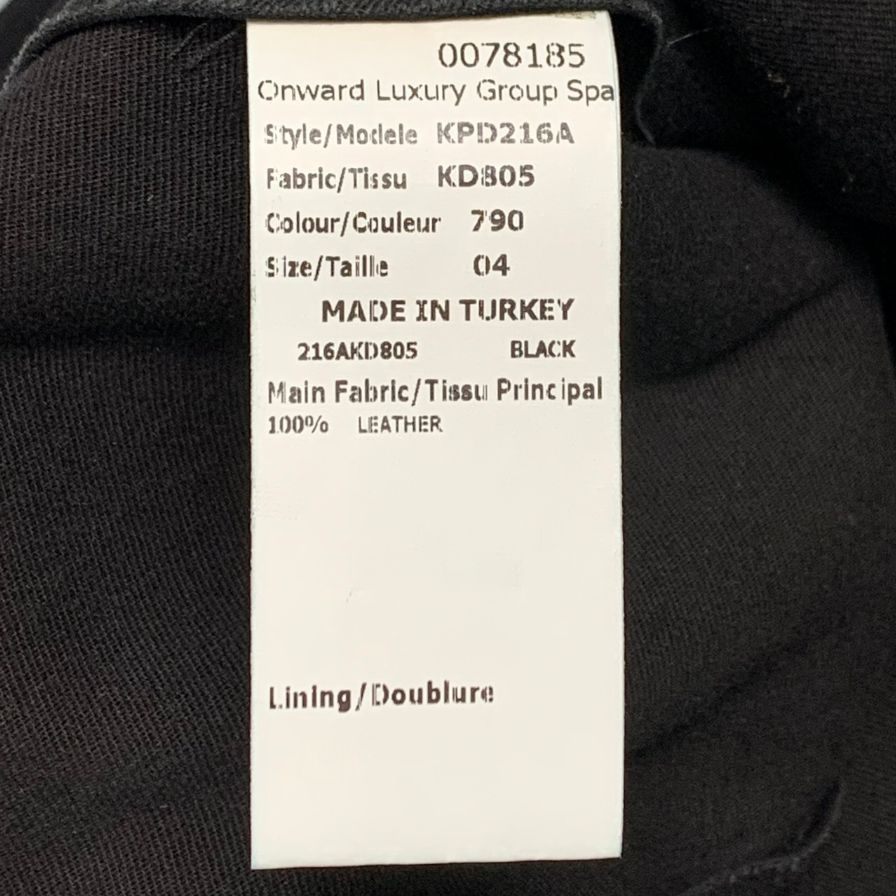 0078185
Onward Luxury Group Spa
Style/Modele KPD216A
Fabric/Tissu KD805
Colour/Couleur 790
Size/Taille 04
MADE IN TURKEY
216AKD805 BLACK
Main Fabric/Tissu Principal
100% LEATHER
Lining/Doublure